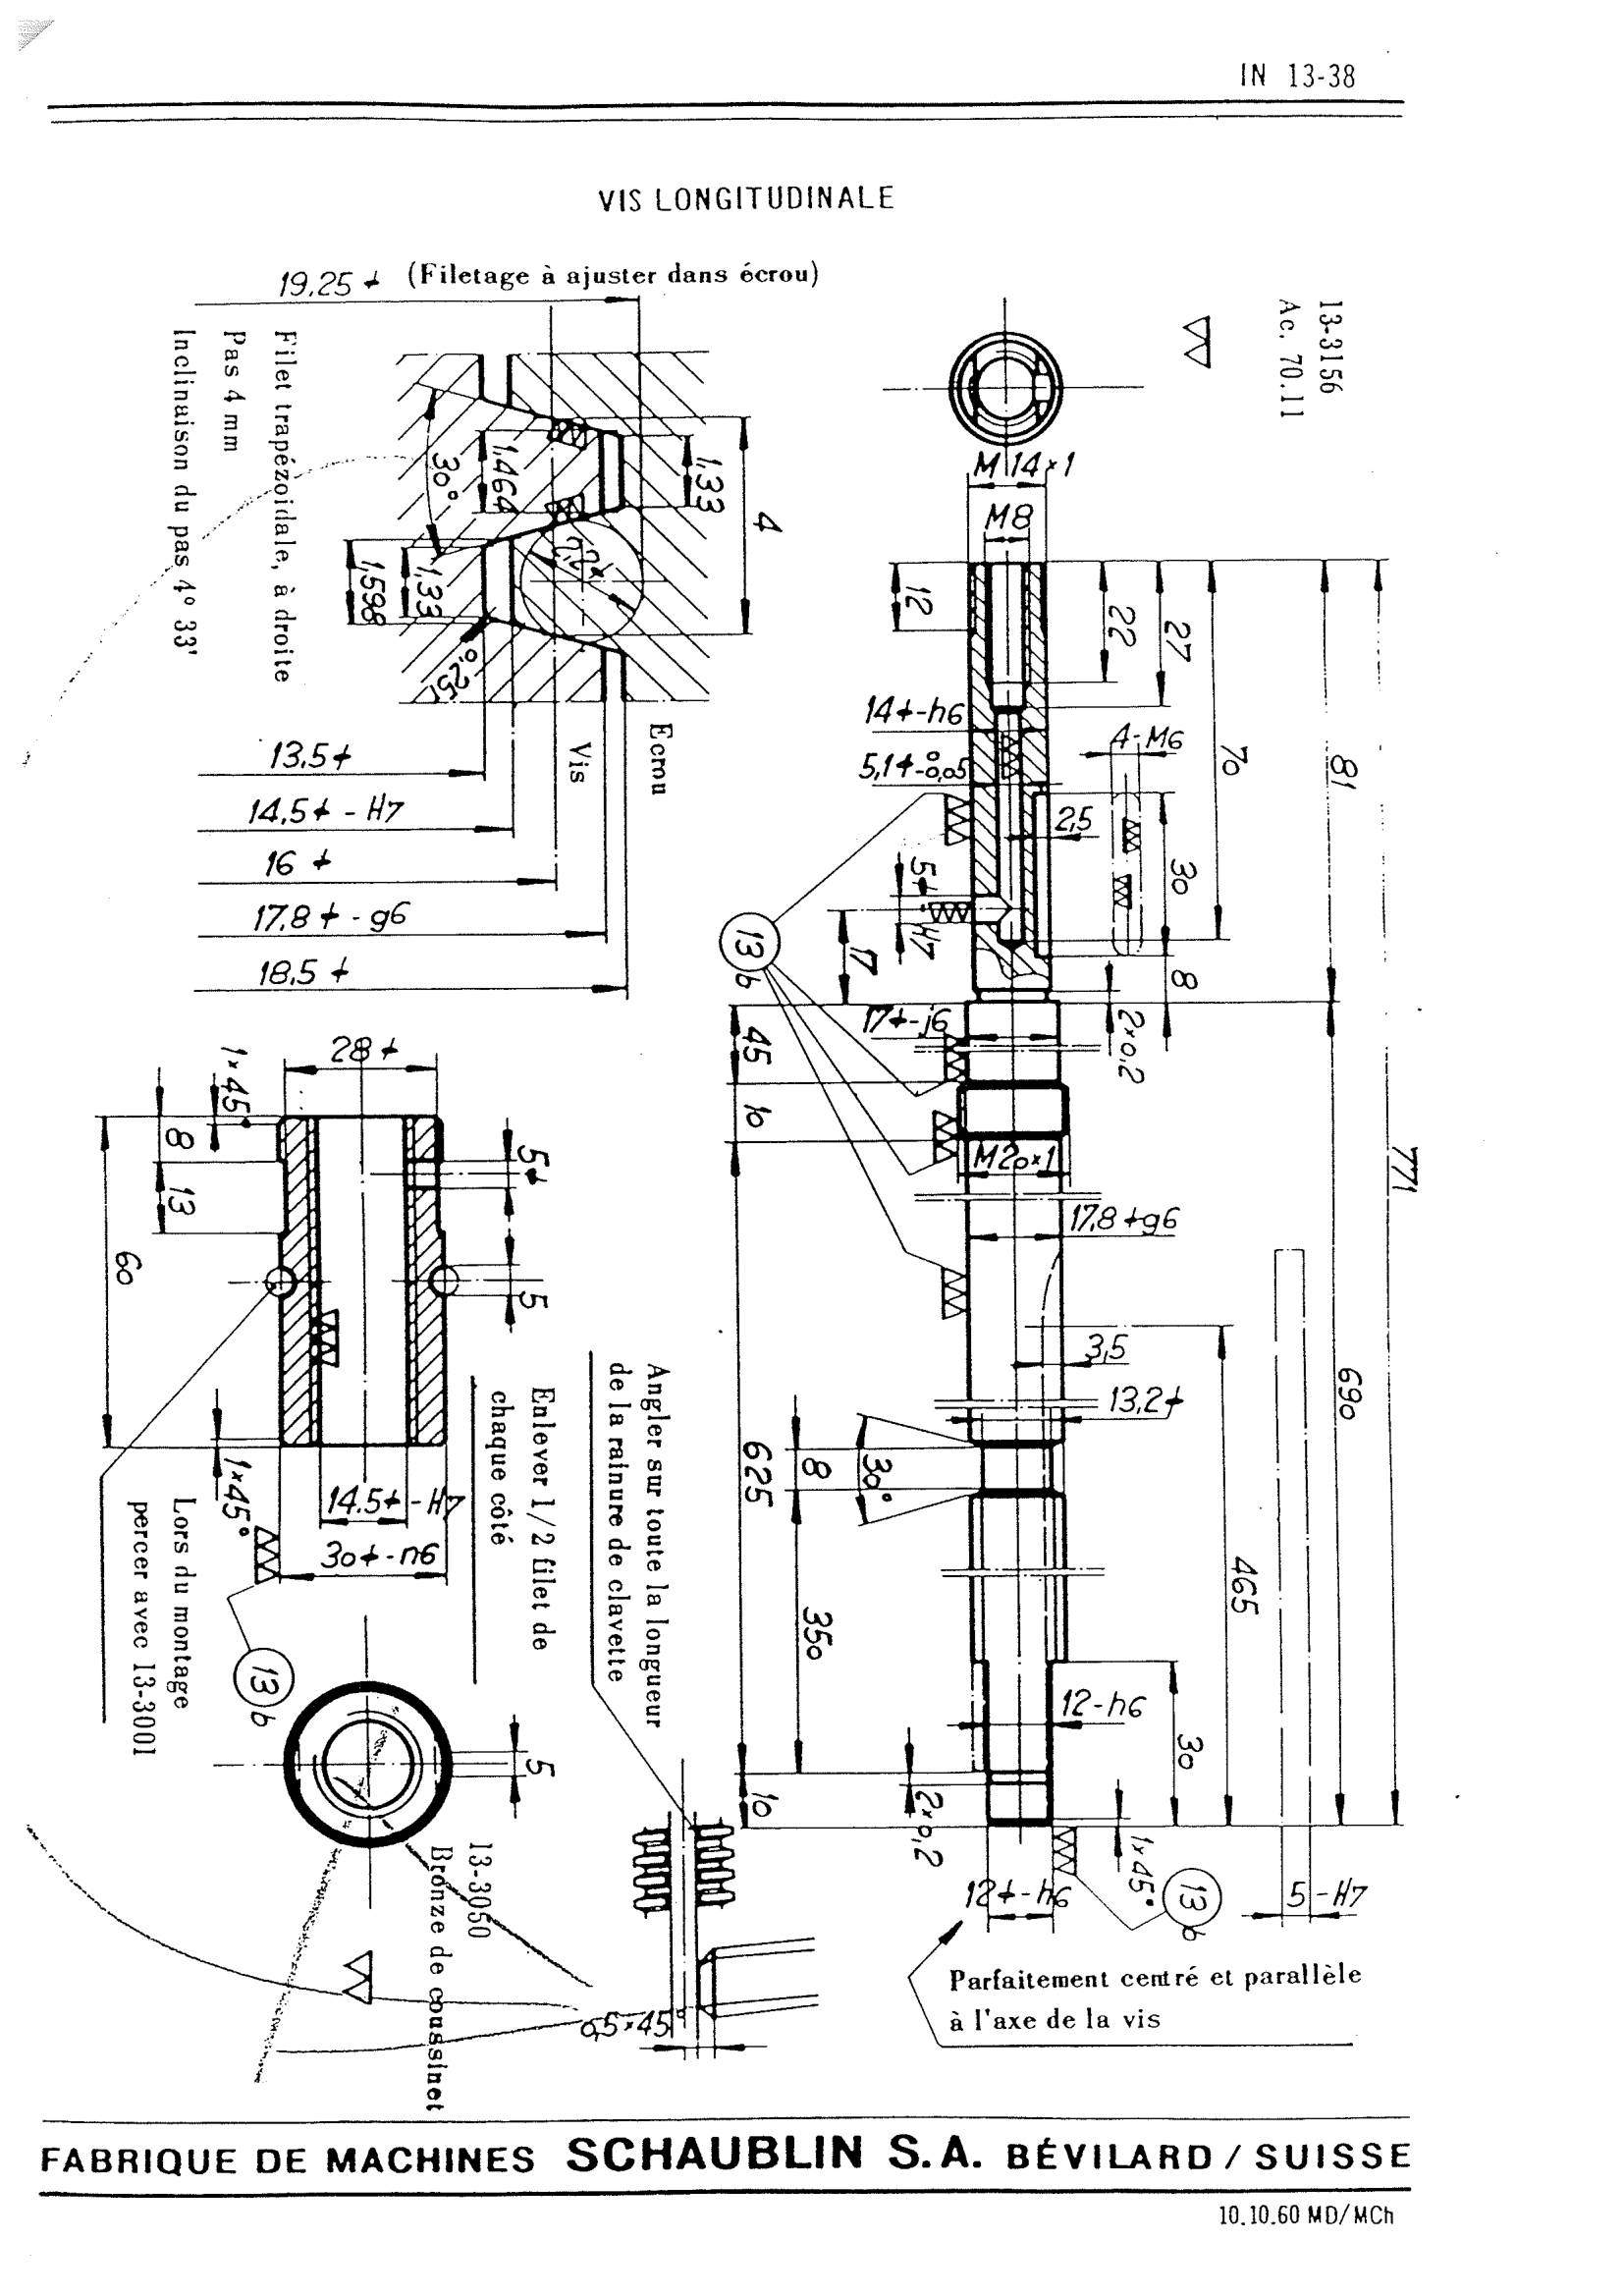 IN 13-38
VIS LONGITUDINALE
19,25 ⌀ (Filetage à ajuster dans écrou)
Filet trapézoidale, à droite
Pas 4 mm
Inclinaison du pas 4° 33'
30°
1,464
1,33
4
2,2⌀
1,598
1,33
0,25r
Ecrou
Vis
13,5 ⌀
14,5 ⌀ - H7
16 ⌀
17,8 ⌀ - g6
18,5 ⌀
13-3156
Ac. 70.11
M 14×1
M8
12
22
27
70
81
771
14 ⌀-h6
5,1 ⌀ -0 0,05
4-M6
2,5
30
5 ⌀ H7
17
8
13 b
17 ⌀-j6
2×0,2
45
10
M20×1
17,8 ⌀ g6
3,5
13,2 ⌀
690
625
8
30°
465
350
12-h6
30
10
2×0,2
1×45°
12 ⌀-h6
13 b
5 -H7
Parfaitement centré et parallèle
à l'axe de la vis
28 ⌀
1×45°
8
13
60
5 ⌀
5
1×45°
14.5 ⌀ - H7
30 ⌀-n6
13 b
Lors du montage
percer avec 13-3001
Enlever 1/2 filet de
chaque côté
Angler sur toute la longueur
de la rainure de clavette
5
13-3050
Bronze de coussinet
0,5×45°
FABRIQUE DE MACHINES SCHAUBLIN S.A. BÉVILARD / SUISSE
10.10.60 MD/MCh